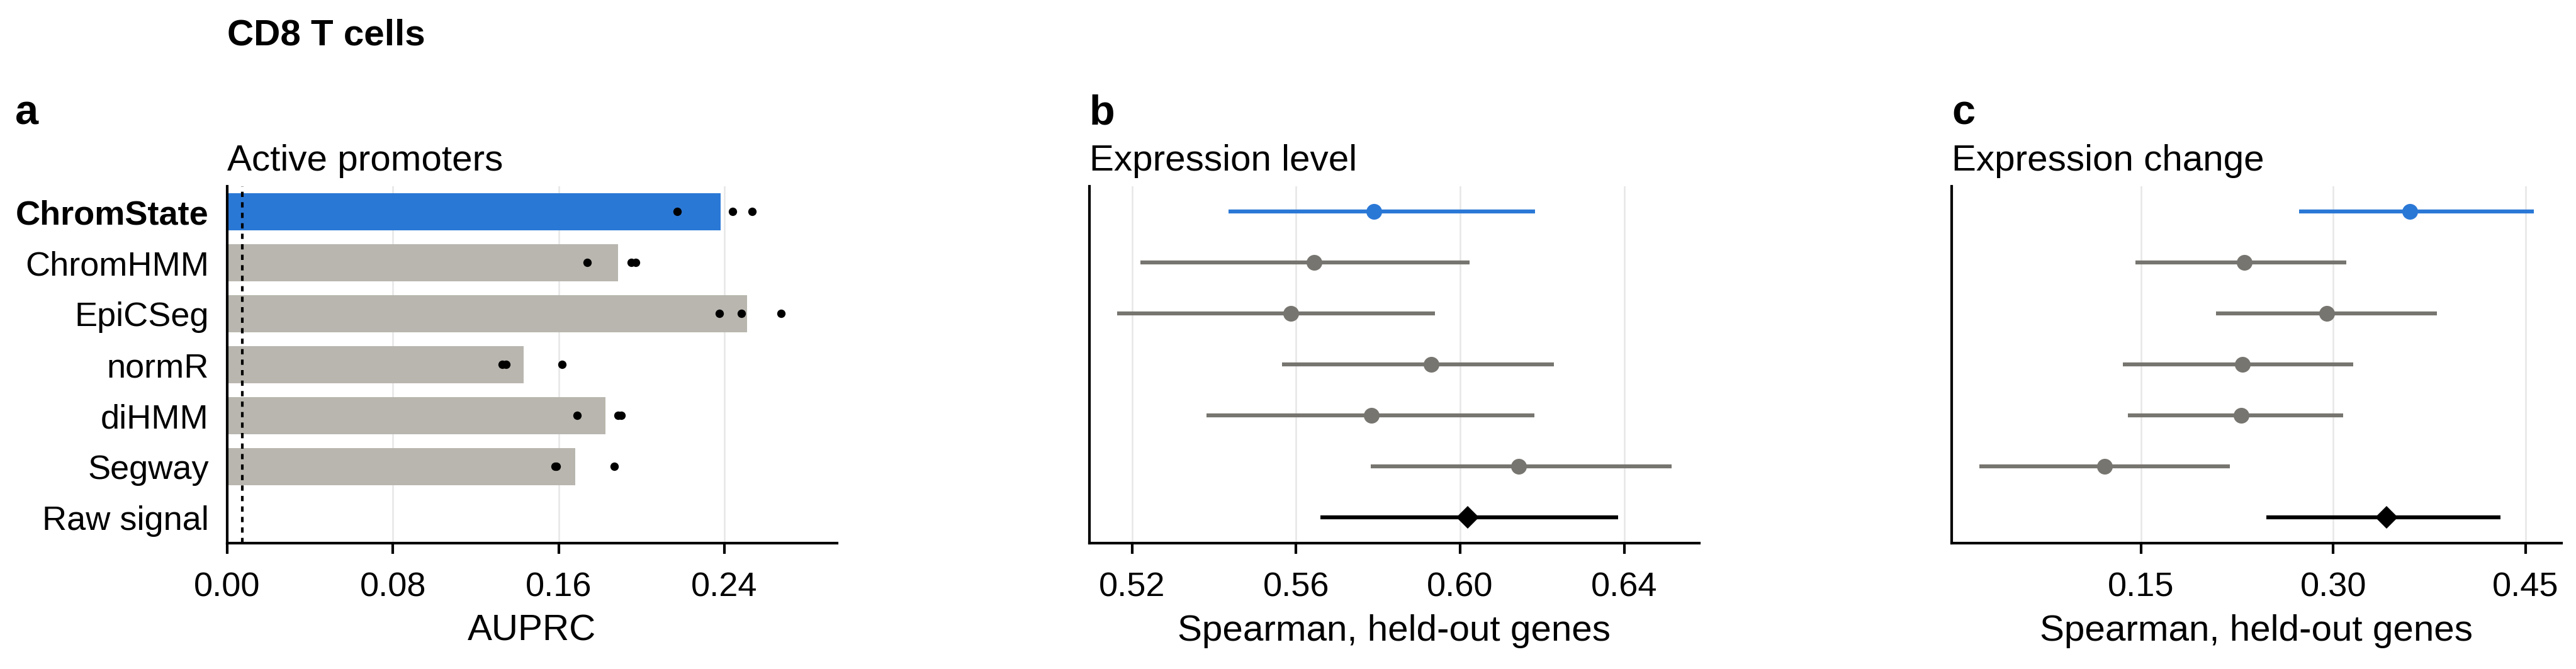 CD8 T cells
a
Active promoters
ChromState
ChromHMM
EpiCSeg
normR
diHMM
Segway
Raw signal
0.00 0.08 0.16 0.24
AUPRC
b
Expression level
0.52 0.56 0.60 0.64
Spearman, held-out genes
c
Expression change
0.15 0.30 0.45
Spearman, held-out genes